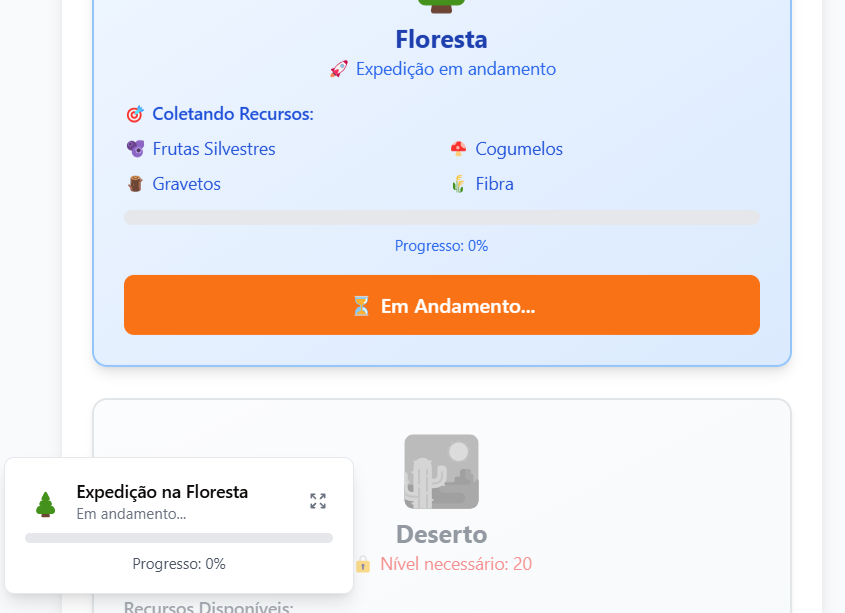 Floresta
Expedição em andamento
Coletando Recursos:
Frutas Silvestres
Cogumelos
Gravetos
Fibra
Progresso: 0%
Em Andamento...
Deserto
Nível necessário: 20
Recursos Disponíveis:
Expedição na Floresta
Em andamento...
Progresso: 0%